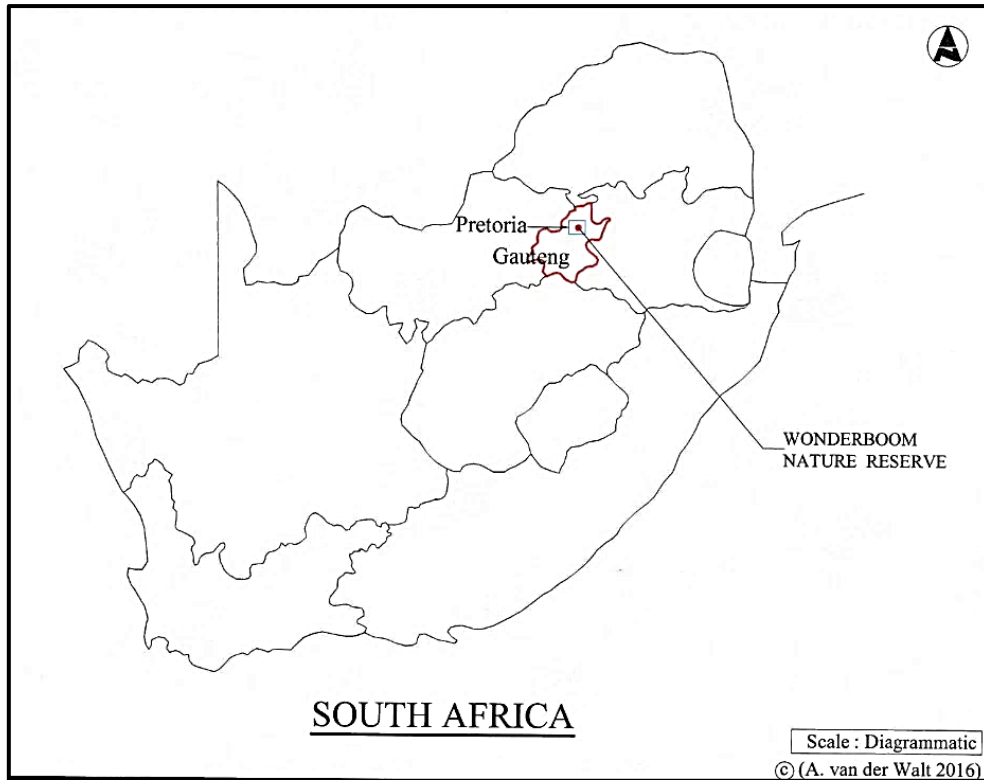 Pretoria
Gauteng
WONDERBOOM
NATURE RESERVE
SOUTH AFRICA
Scale : Diagrammatic
© (A. van der Walt 2016)